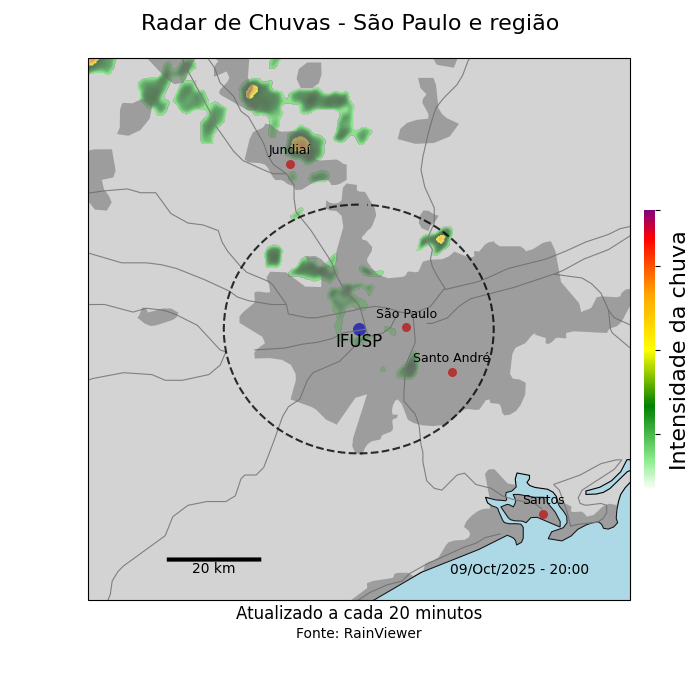 Radar de Chuvas - São Paulo e região
Jundiaí
São Paulo
IFUSP
Santo André
Intensidade da chuva
Santos
20 km
09/Oct/2025 - 20:00
Atualizado a cada 20 minutos
Fonte: RainViewer